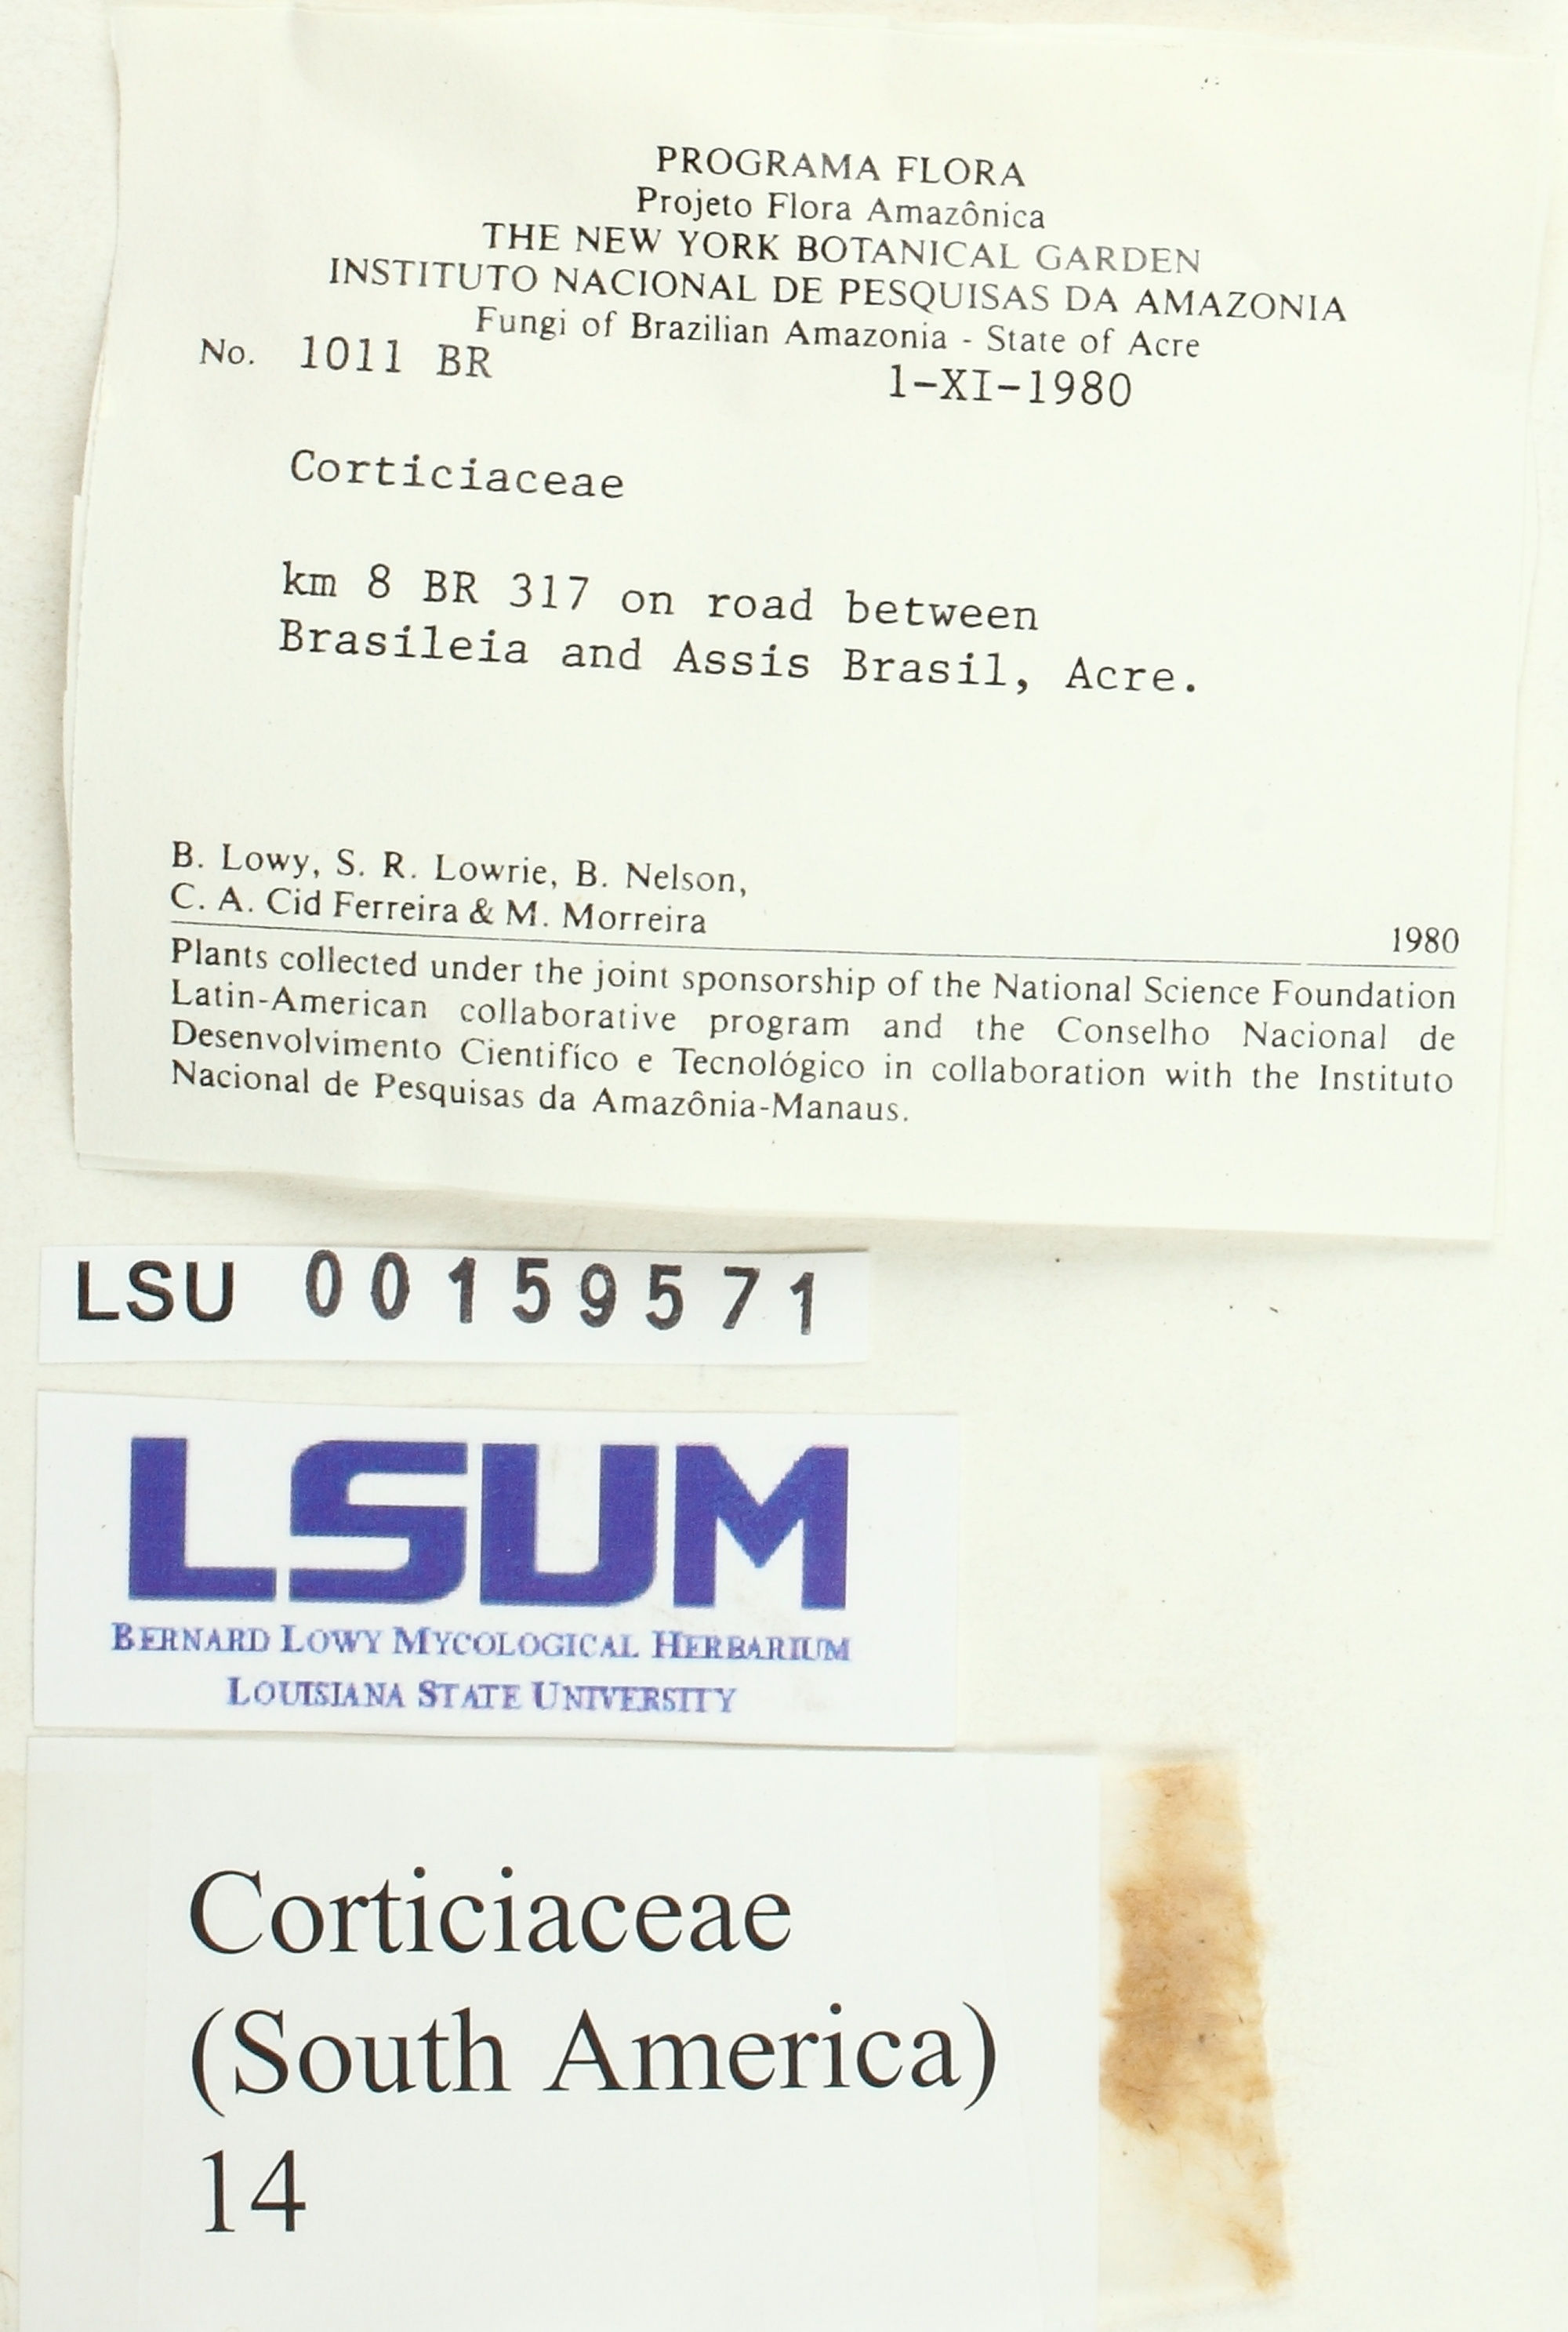 PROGRAMA FLORA
Projeto Flora Amazônica
THE NEW YORK BOTANICAL GARDEN
INSTITUTO NACIONAL DE PESQUISAS DA AMAZONIA
Fungi of Brazilian Amazonia - State of Acre
No. 1011 BR 1-XI-1980
Corticiaceae
km 8 BR 317 on road between
Brasileia and Assis Brasil, Acre.
B. Lowy, S. R. Lowrie, B. Nelson,
C. A. Cid Ferreira & M. Morreira 1980
Plants collected under the joint sponsorship of the National Science Foundation
Latin-American collaborative program and the Conselho Nacional de
Desenvolvimento Cientifíco e Tecnológico in collaboration with the Instituto
Nacional de Pesquisas da Amazônia-Manaus.
LSU 00159571
LSUM
BERNARD LOWY MYCOLOGICAL HERBARIUM
LOUISIANA STATE UNIVERSITY
Corticiaceae
(South America)
14